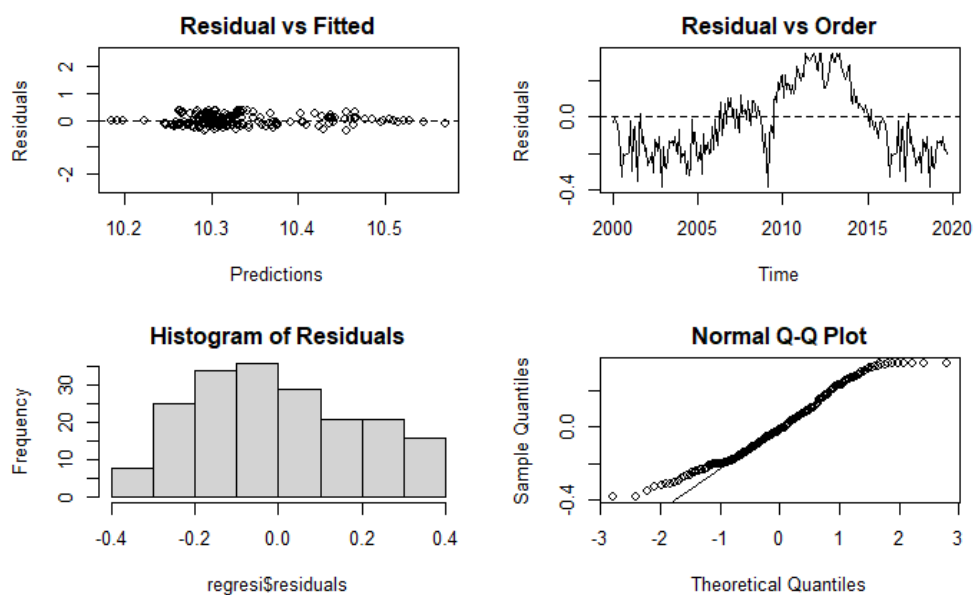 Residual vs Fitted
Residuals
2
1
0
-2
10.2
10.3
10.4
10.5
Predictions
Residual vs Order
Residuals
0.0
-0.4
2000
2005
2010
2015
2020
Time
Histogram of Residuals
Frequency
30
10
0
-0.4
-0.2
0.0
0.2
0.4
regresi$residuals
Normal Q-Q Plot
Sample Quantiles
0.0
-0.4
-3
-2
-1
0
1
2
3
Theoretical Quantiles